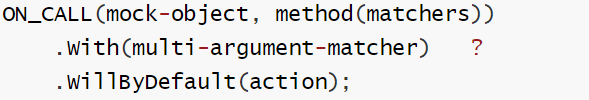 ON_CALL(mock-object, method(matchers))
    .With(multi-argument-matcher)   ?
    .WillByDefault(action);